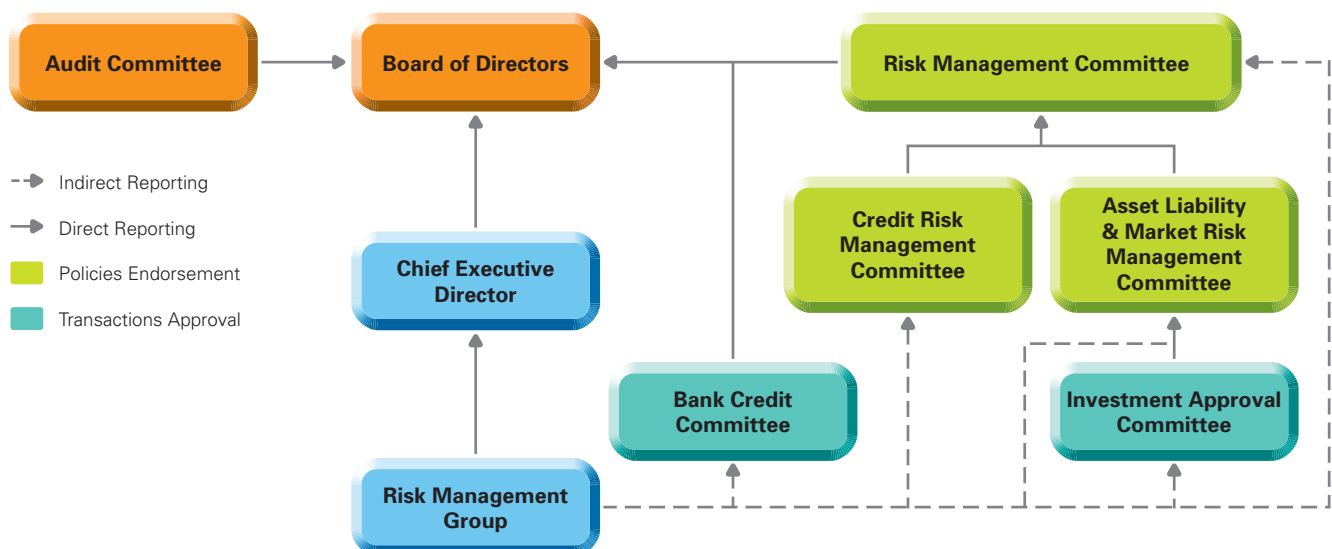 Audit Committee
Board of Directors
Risk Management Committee
Indirect Reporting
Direct Reporting
Policies Endorsement
Transactions Approval
Chief Executive
Director
Credit Risk
Management
Committee
Asset Liability
& Market Risk
Management
Committee
Bank Credit
Committee
Investment Approval
Committee
Risk Management
Group